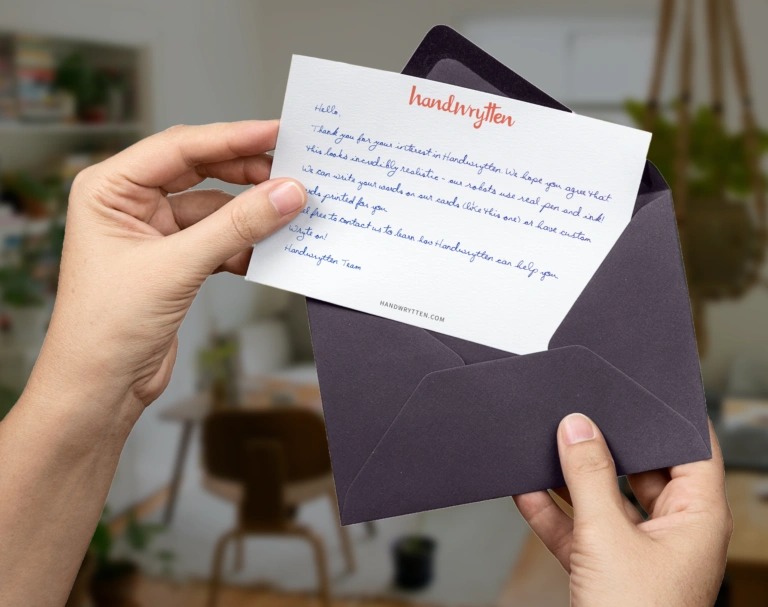 handwrytten
Hello,
Thank you for your interest in Handwrytten. We hope you agree that
this looks incredibly realistic - our robots use real pen and ink!
We can write your words on our cards (like this one) or have custom
printed for you.
free to contact us to learn how Handwrytten can help you.
Wryte on!
Handwrytten Team
HANDWRYTTEN.COM